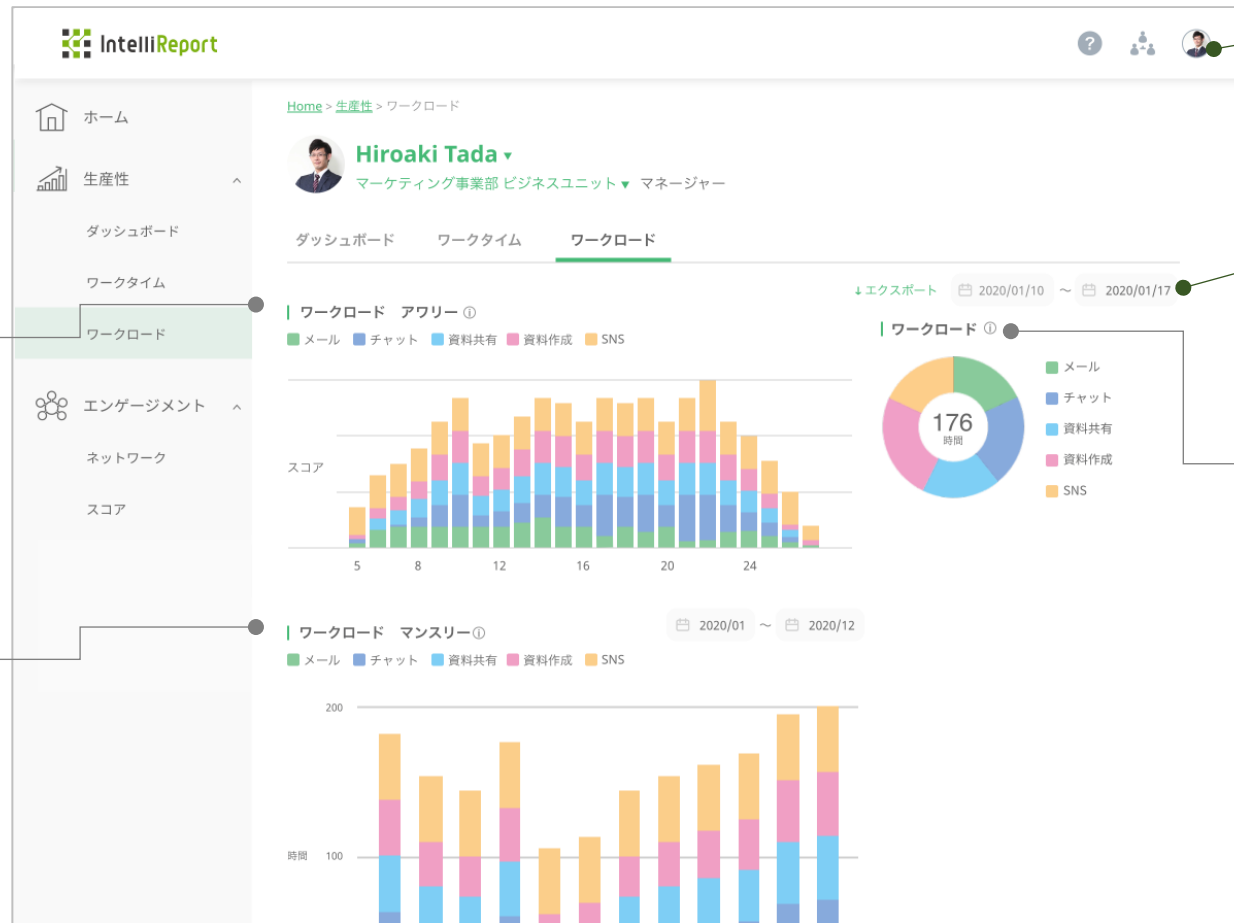 IntelliReport
?
ホーム
生産性
ダッシュボード
ワークタイム
ワークロード
エンゲージメント
ネットワーク
スコア
Home > 生産性 > ワークロード
Hiroaki Tada ▾
マーケティング事業部 ビジネスユニット ▾ マネージャー
ダッシュボード ワークタイム ワークロード
↓エクスポート 2020/01/10 ~ 2020/01/17
ワークロード アワリー ⓘ
メール チャット 資料共有 資料作成 SNS
スコア
5 8 12 16 20 24
ワークロード ⓘ
176
時間
メール
チャット
資料共有
資料作成
SNS
ワークロード マンスリー ⓘ
2020/01 ~ 2020/12
メール チャット 資料共有 資料作成 SNS
200
時間 100